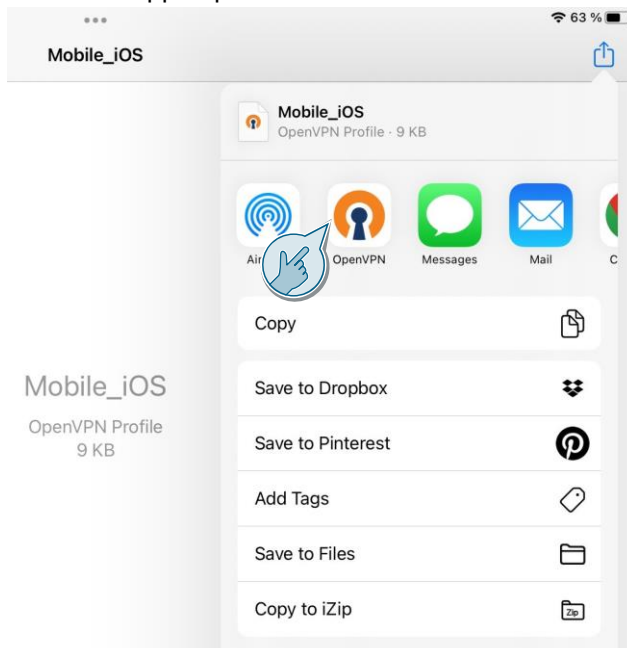 63 %
Mobile_iOS
Mobile_iOS
OpenVPN Profile · 9 KB
OpenVPN
Messages
Mail
Copy
Save to Dropbox
Mobile_iOS
OpenVPN Profile
9 KB
Save to Pinterest
Add Tags
Save to Files
Copy to iZip
Zip